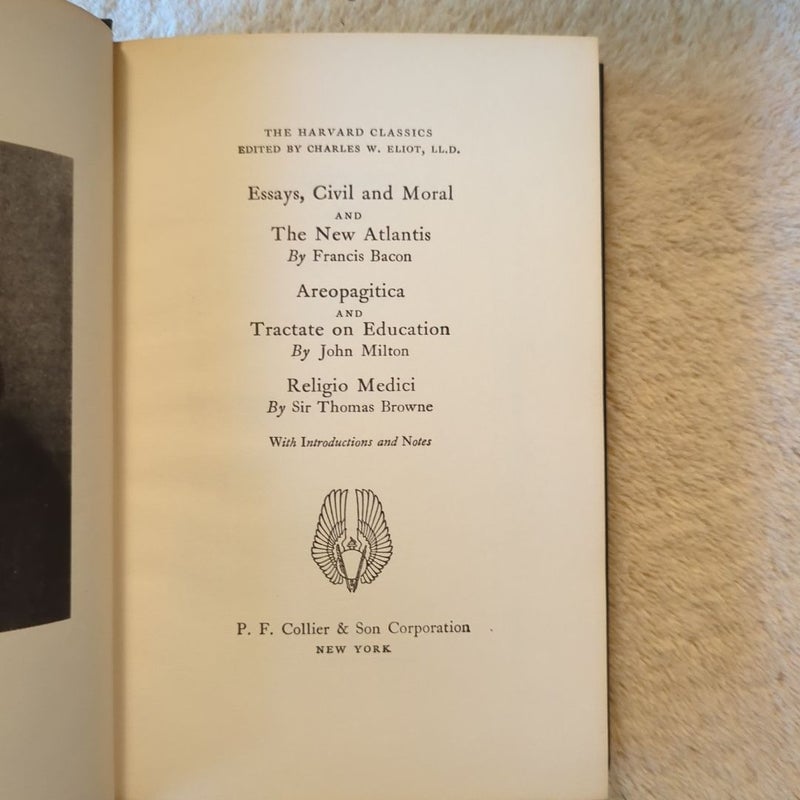 THE HARVARD CLASSICS
EDITED BY CHARLES W. ELIOT, LL.D.
Essays, Civil and Moral
AND
The New Atlantis
By Francis Bacon
Areopagitica
AND
Tractate on Education
By John Milton
Religio Medici
By Sir Thomas Browne
With Introductions and Notes
P. F. Collier & Son Corporation
NEW YORK